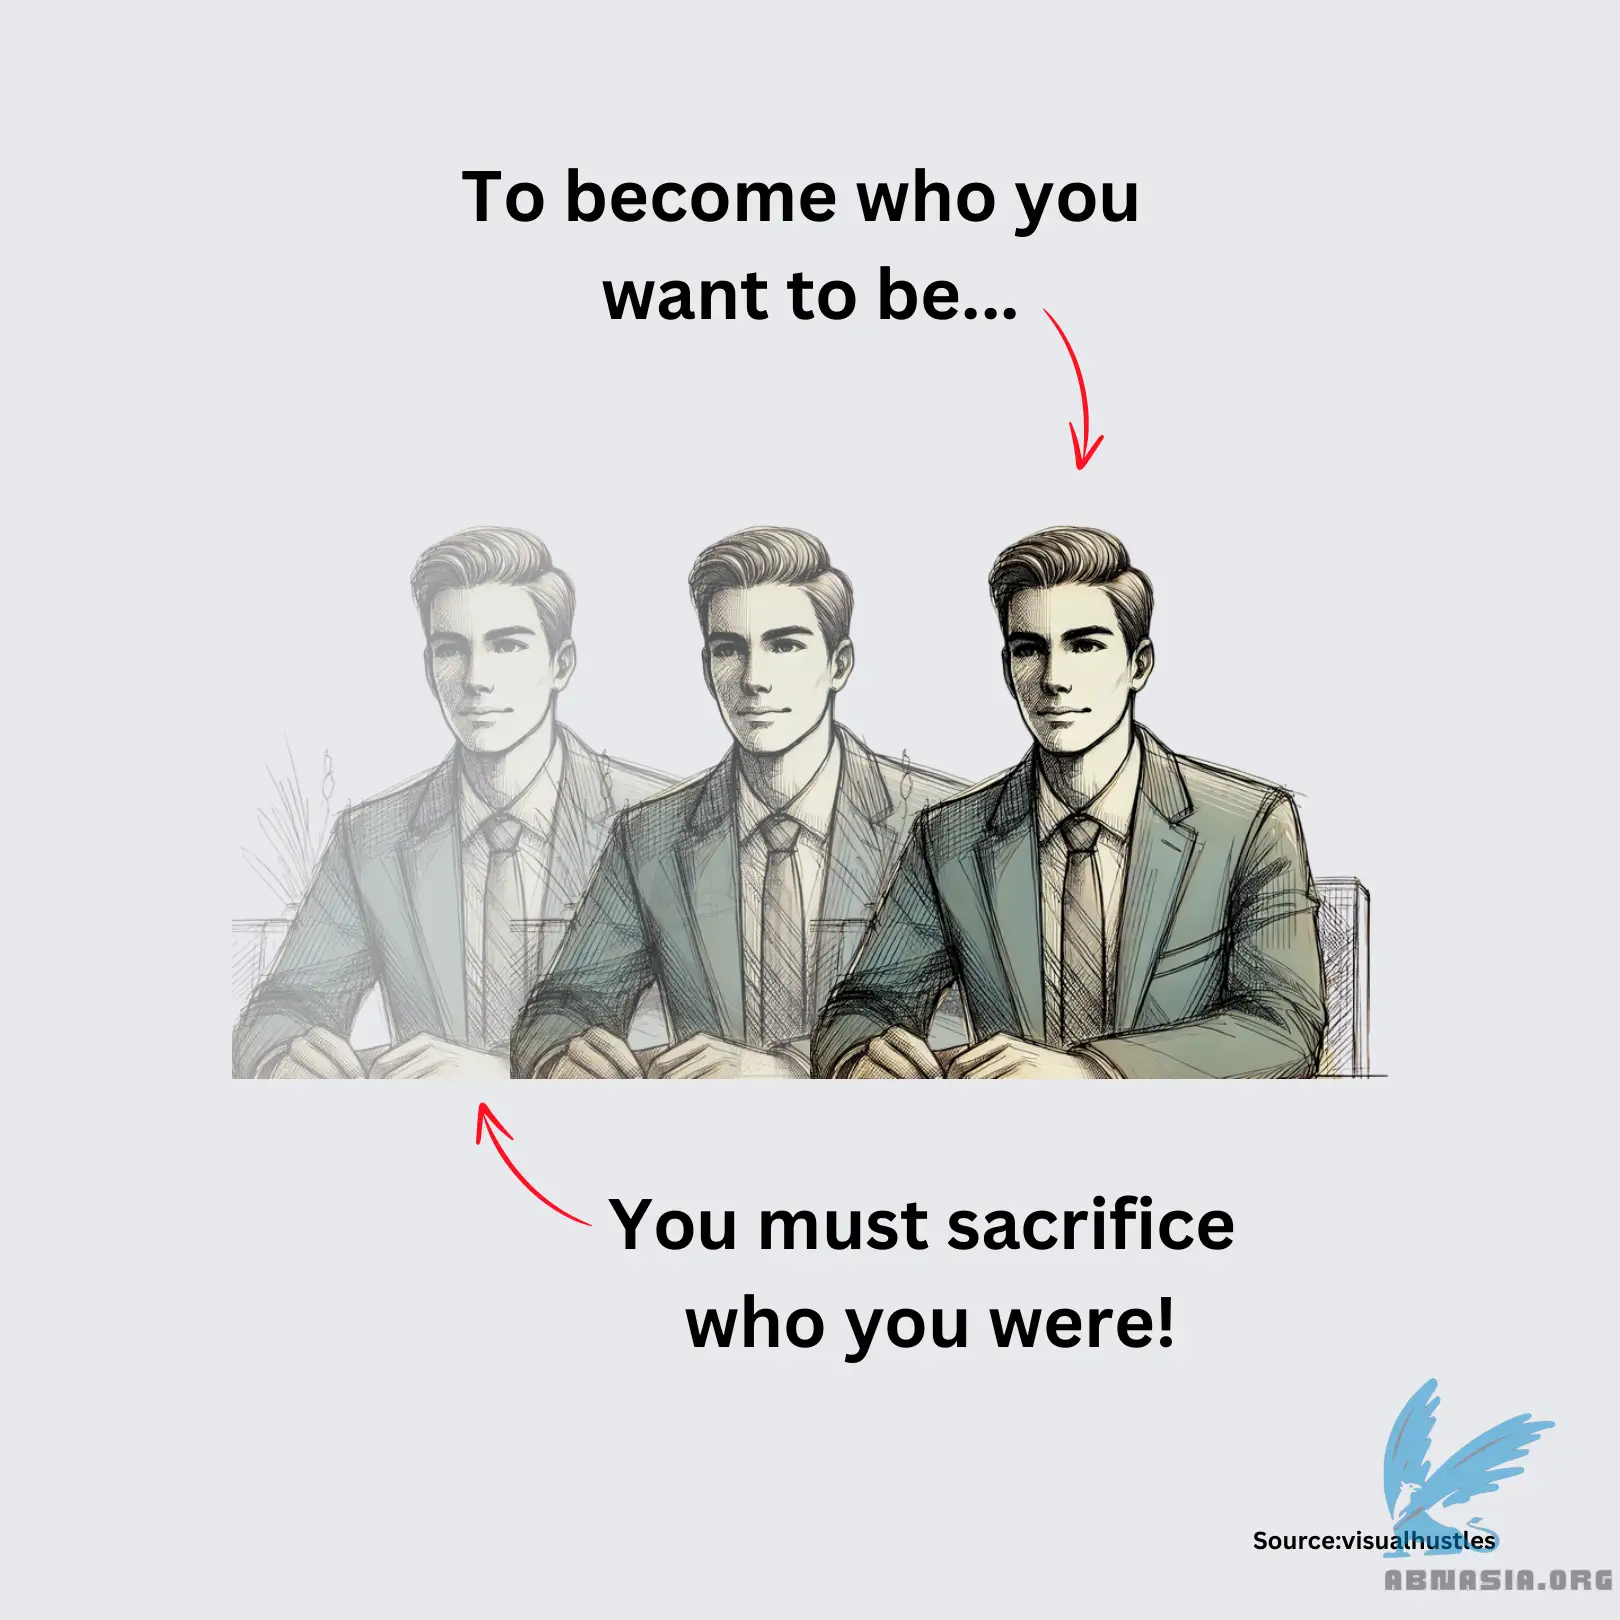 To become who you
want to be...
You must sacrifice
who you were!
Source:visualhustles
ABNASIA.ORG